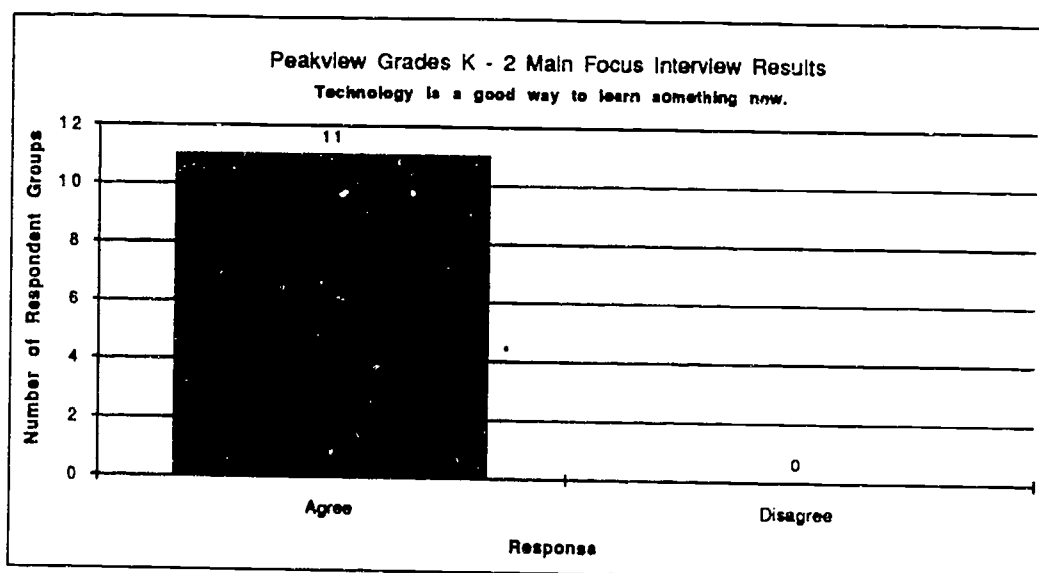 Peakview Grades K - 2 Main Focus Interview Results
Technology is a good way to learn something now.
Number of Respondent Groups
12
10
8
6
4
2
0
11
0
Agree
Disagree
Response